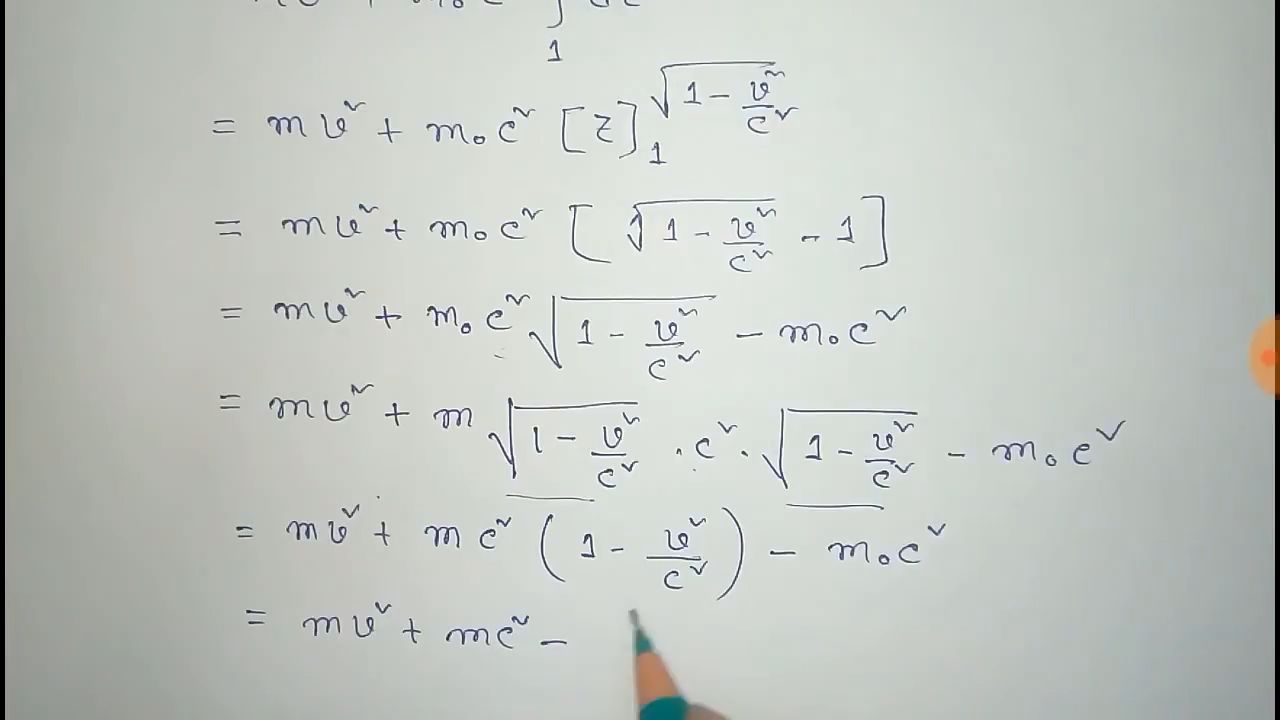 1
= mv² + m₀c² [z]₁^√(1 - v²/c²)
= mv² + m₀c² [√(1 - v²/c²) - 1]
= mv² + m₀c² √(1 - v²/c²) - m₀c²
= mv² + m √(1 - v²/c²) . c² . √(1 - v²/c²) - m₀c²
= mv² + mc² (1 - v²/c²) - m₀c²
= mv² + mc² -